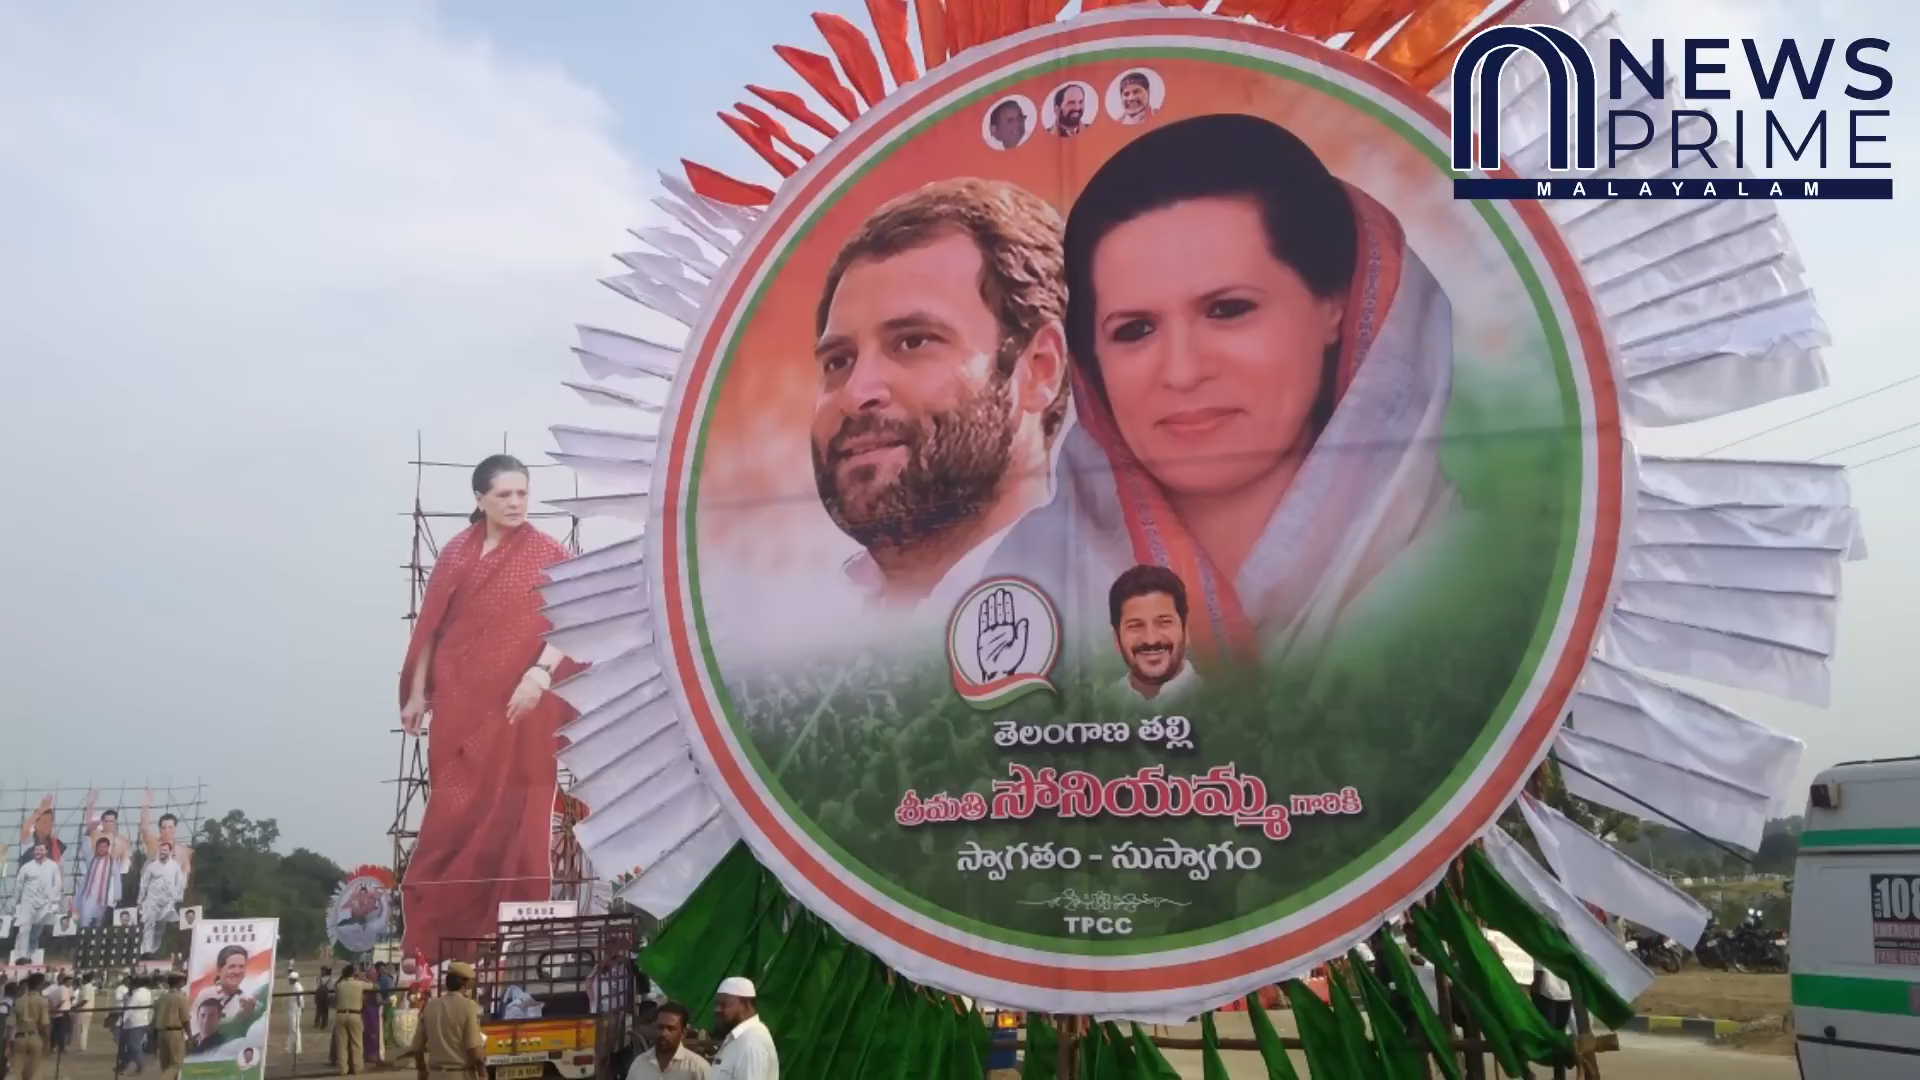 NEWS
PRIME
MALAYALAM
తెలంగాణ తల్లి
శ్రీమతి సోనియమ్మ గారికి
స్వాగతం - సుస్వాగం
TPCC
108